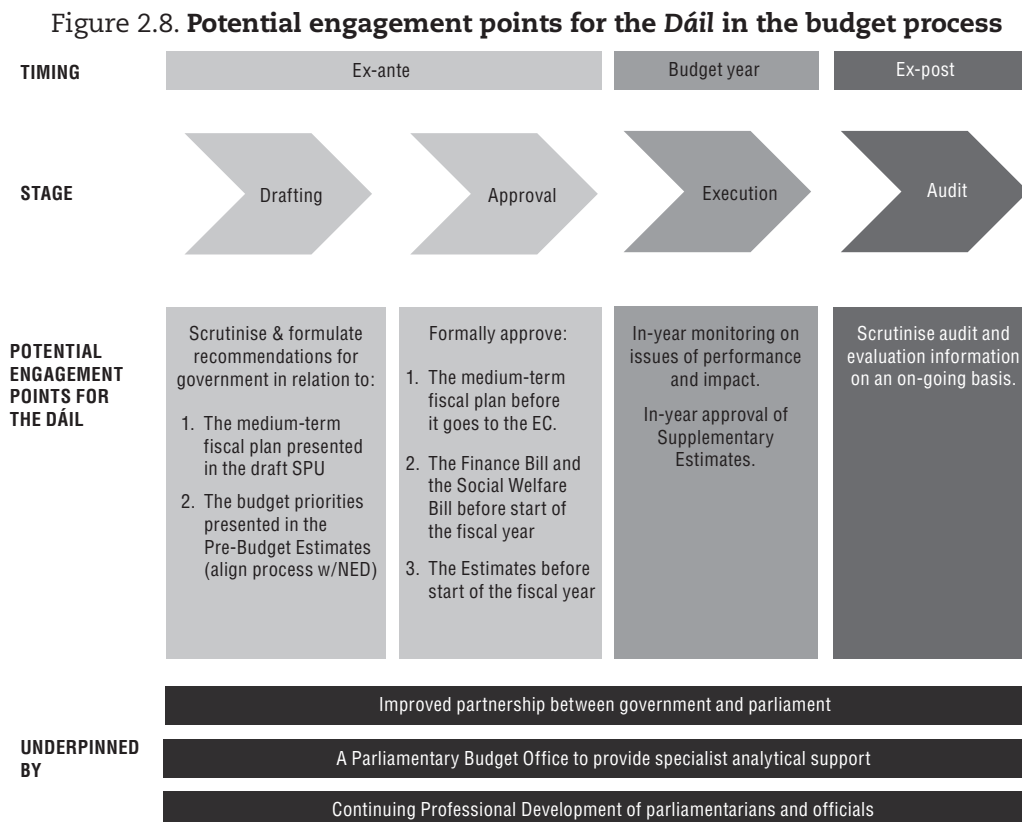 Figure 2.8. Potential engagement points for the Dáil in the budget process
TIMING
Ex-ante
Budget year
Ex-post
STAGE
Drafting
Approval
Execution
Audit
POTENTIAL
ENGAGEMENT
POINTS FOR
THE DÁIL
Scrutinise & formulate
recommendations for
government in relation to:
1. The medium-term
fiscal plan presented
in the draft SPU
2. The budget priorities
presented in the
Pre-Budget Estimates
(align process w/NED)
Formally approve:
1. The medium-term
fiscal plan before
it goes to the EC.
2. The Finance Bill and
the Social Welfare
Bill before start of
the fiscal year
3. The Estimates before
start of the fiscal year
In-year monitoring on
issues of performance
and impact.
In-year approval of
Supplementary
Estimates.
Scrutinise audit and
evaluation information
on an on-going basis.
UNDERPINNED
BY
Improved partnership between government and parliament
A Parliamentary Budget Office to provide specialist analytical support
Continuing Professional Development of parliamentarians and officials